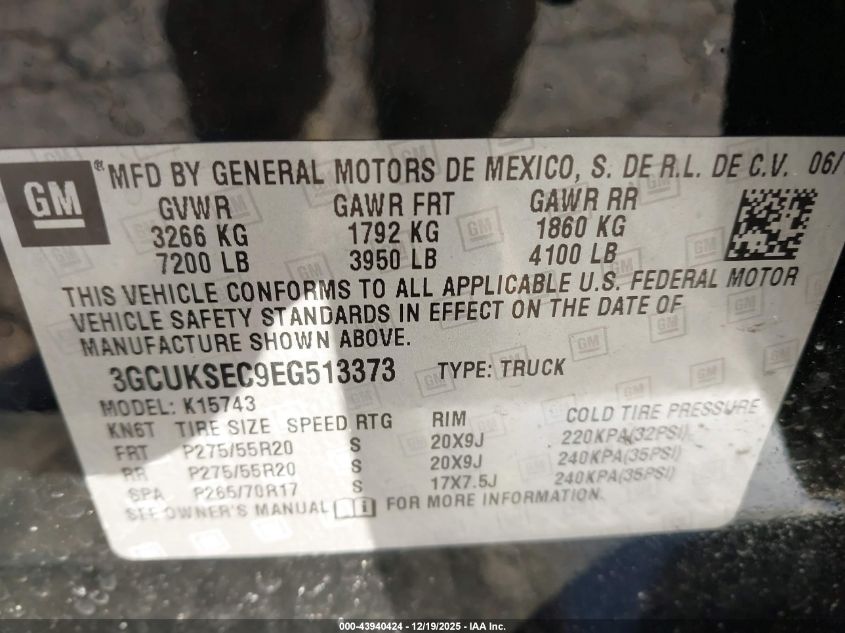 GM ® MFD BY GENERAL MOTORS DE MEXICO, S. DE R.L. DE C.V. 06/
GVWR GAWR FRT GAWR RR
3266 KG 1792 KG 1860 KG
7200 LB 3950 LB 4100 LB
THIS VEHICLE CONFORMS TO ALL APPLICABLE U.S. FEDERAL MOTOR
VEHICLE SAFETY STANDARDS IN EFFECT ON THE DATE OF
MANUFACTURE SHOWN ABOVE.
3GCUKSEC9EG513373 TYPE: TRUCK
MODEL: K15743
KN6T TIRE SIZE SPEED RTG RIM COLD TIRE PRESSURE
FRT P275/55R20 S 20X9J 220KPA(32PSI)
RR P275/55R20 S 20X9J 240KPA(35PSI)
SPA P265/70R17 S 17X7.5J 240KPA(35PSI)
SEE OWNER'S MANUAL FOR MORE INFORMATION.
000-43940424 - 12/19/2025 - IAA Inc.